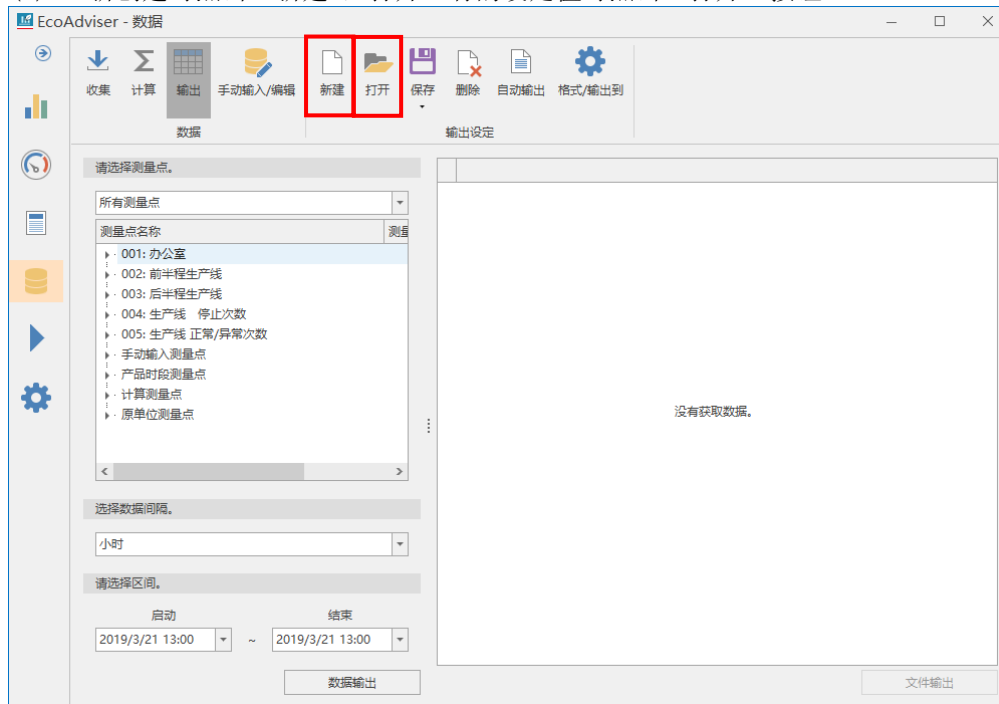 EcoAdviser - 数据
收集 计算 输出 手动输入/编辑 新建 打开 保存 删除 自动输出 格式/输出到
数据 输出设定
请选择测量点。
所有测量点
测量点名称 测量
001: 办公室
002: 前半程生产线
003: 后半程生产线
004: 生产线 停止次数
005: 生产线 正常/异常次数
手动输入测量点
产品时段测量点
计算测量点
原单位测量点
没有获取数据。
选择数据间隔。
小时
请选择区间。
启动 结束
2019/3/21 13:00 ~ 2019/3/21 13:00
数据输出 文件输出